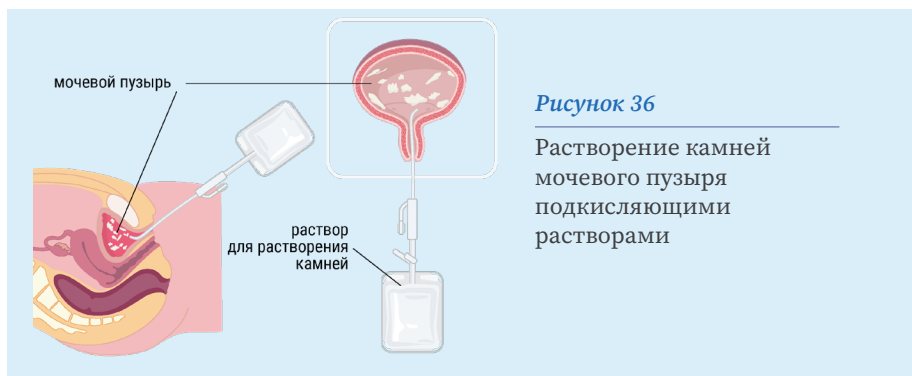 мочевой пузырь
раствор
для растворения
камней
Рисунок 36
Растворение камней
мочевого пузыря
подкисляющими
растворами